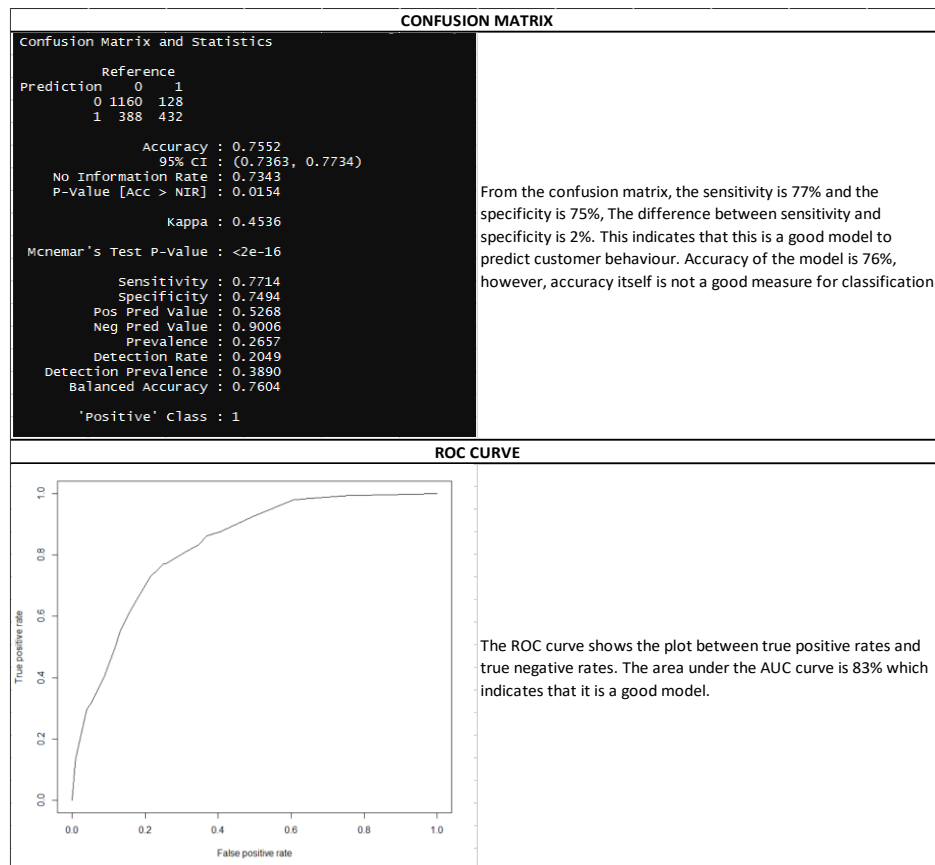 CONFUSION MATRIX
Confusion Matrix and Statistics
Reference
Prediction 0 1
0 1160 128
1 388 432
Accuracy : 0.7552
95% CI : (0.7363, 0.7734)
No Information Rate : 0.7343
P-Value [Acc > NIR] : 0.0154
Kappa : 0.4536
Mcnemar's Test P-Value : <2e-16
Sensitivity : 0.7714
Specificity : 0.7494
Pos Pred Value : 0.5268
Neg Pred Value : 0.9006
Prevalence : 0.2657
Detection Rate : 0.2049
Detection Prevalence : 0.3890
Balanced Accuracy : 0.7604
'Positive' Class : 1
From the confusion matrix, the sensitivity is 77% and the
specificity is 75%, The difference between sensitivity and
specificity is 2%. This indicates that this is a good model to
predict customer behaviour. Accuracy of the model is 76%,
however, accuracy itself is not a good measure for classification
ROC CURVE
True positive rate
1.0
0.8
0.6
0.4
0.2
0.0
0.0 0.2 0.4 0.6 0.8 1.0
False positive rate
The ROC curve shows the plot between true positive rates and
true negative rates. The area under the AUC curve is 83% which
indicates that it is a good model.